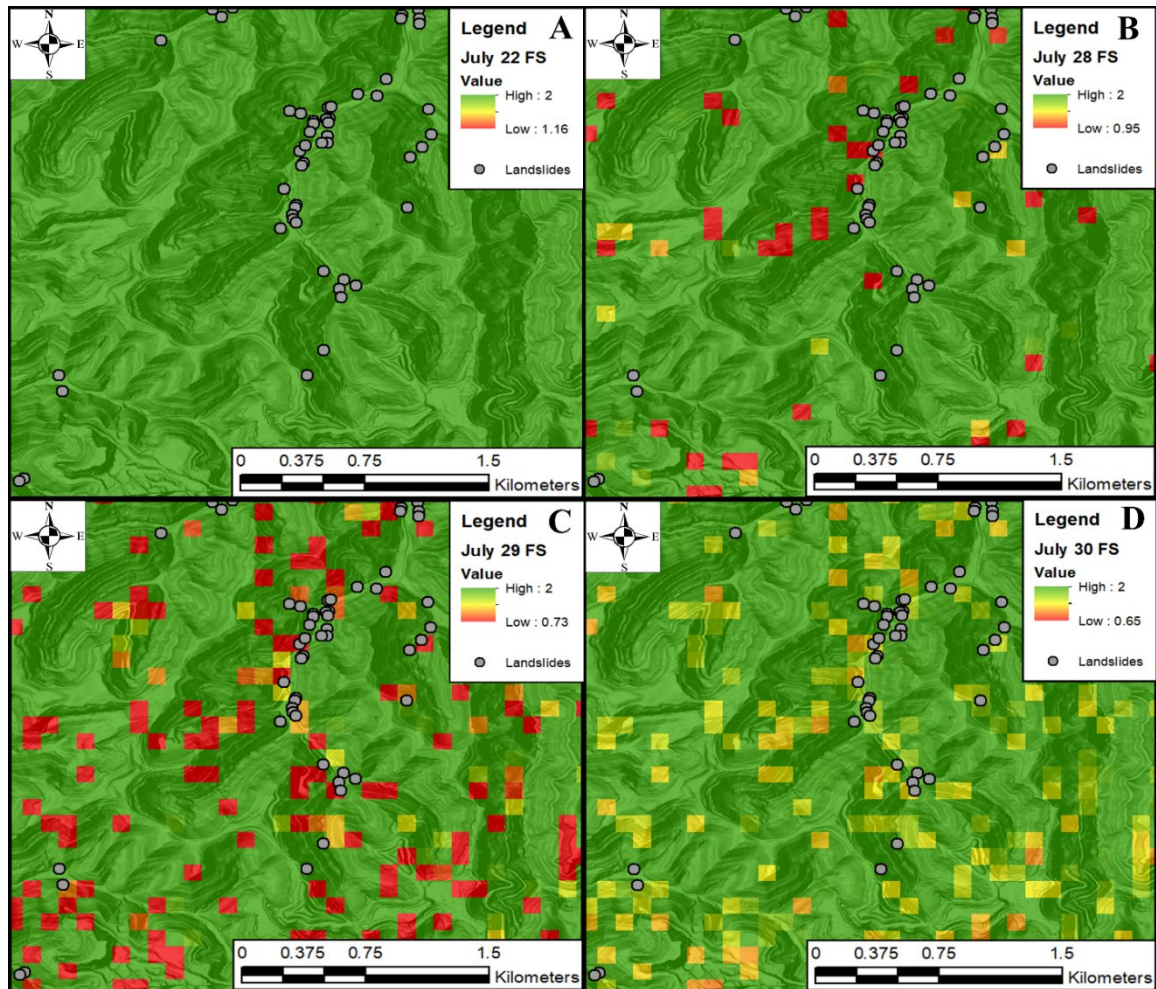 N
W E
S
Legend A
July 22 FS
Value
High : 2
Low : 1.16
Landslides
0 0.375 0.75 1.5
Kilometers
N
W E
S
Legend B
July 28 FS
Value
High : 2
Low : 0.95
Landslides
0 0.375 0.75 1.5
Kilometers
N
W E
S
Legend C
July 29 FS
Value
High : 2
Low : 0.73
Landslides
0 0.375 0.75 1.5
Kilometers
N
W E
S
Legend D
July 30 FS
Value
High : 2
Low : 0.65
Landslides
0 0.375 0.75 1.5
Kilometers